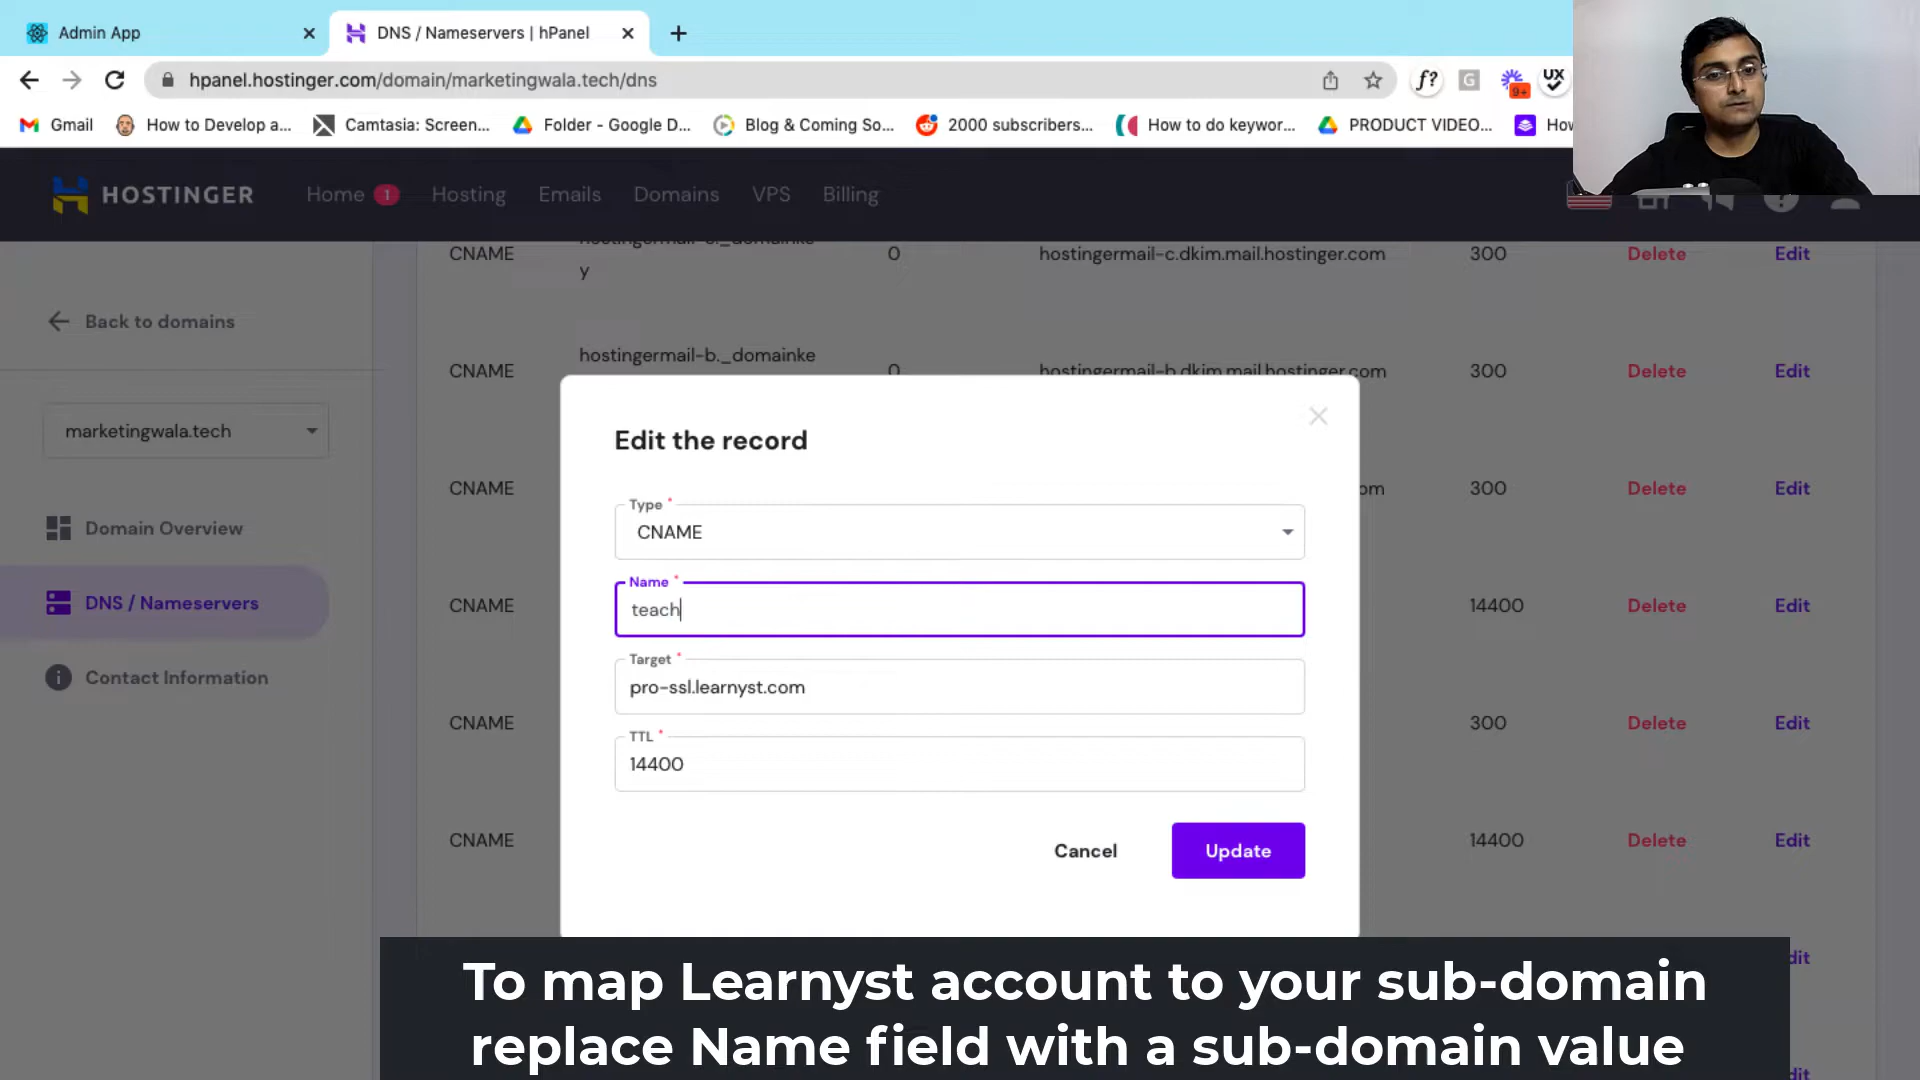 Admin App
DNS / Nameservers | hPanel
hpanel.hostinger.com/domain/marketingwala.tech/dns
f?
G
9+
UX
Gmail
How to Develop a...
Camtasia: Screen...
Folder - Google D...
Blog & Coming So...
2000 subscribers...
How to do keywor...
PRODUCT VIDEO...
How
HOSTINGER
Home 1
Hosting
Emails
Domains
VPS
Billing
Back to domains
marketingwala.tech
Domain Overview
DNS / Nameservers
Contact Information
CNAME
y
0
hostingermail-c.dkim.mail.hostinger.com
300
Delete
Edit
CNAME
hostingermail-b._domainke
0
hostingermail-b.dkim.mail.hostinger.com
300
Delete
Edit
CNAME
om
300
Delete
Edit
CNAME
14400
Delete
Edit
CNAME
300
Delete
Edit
CNAME
14400
Delete
Edit
dit
dit
Edit the record
Type *
CNAME
Name *
teach
Target *
pro-ssl.learnyst.com
TTL *
14400
Cancel
Update
To map Learnyst account to your sub-domain
replace Name field with a sub-domain value